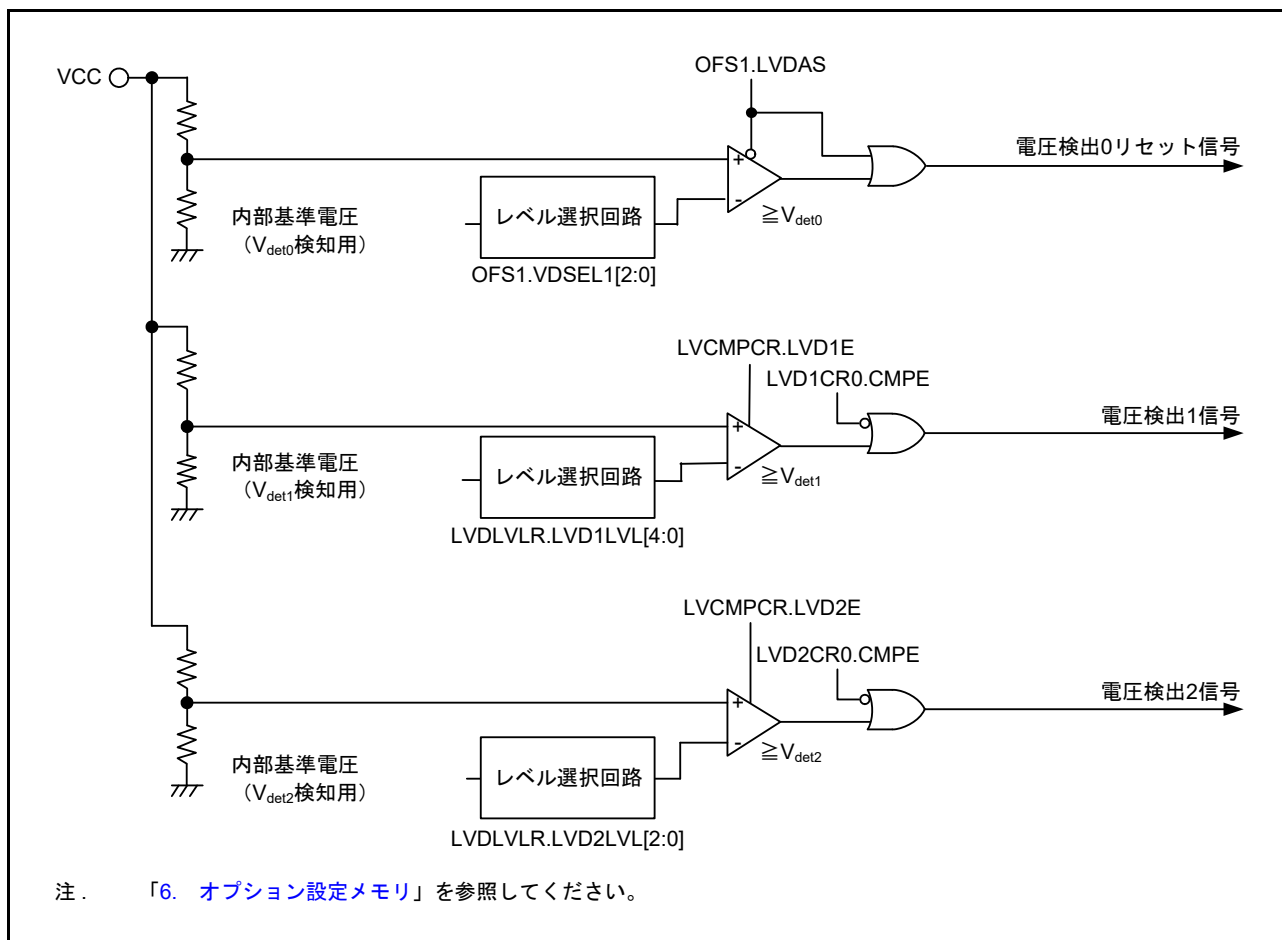 VCC
OFS1.LVDAS
電圧検出0リセット信号
+
-
≧Vdet0
内部基準電圧
（Vdet0検知用）
レベル選択回路
OFS1.VDSEL1[2:0]
LVCMPCR.LVD1E
LVD1CR0.CMPE
電圧検出1信号
+
-
≧Vdet1
内部基準電圧
（Vdet1検知用）
レベル選択回路
LVDLVLR.LVD1LVL[4:0]
LVCMPCR.LVD2E
LVD2CR0.CMPE
電圧検出2信号
+
-
≧Vdet2
内部基準電圧
（Vdet2検知用）
レベル選択回路
LVDLVLR.LVD2LVL[2:0]
注 . 「6. オプション設定メモリ」を参照してください。